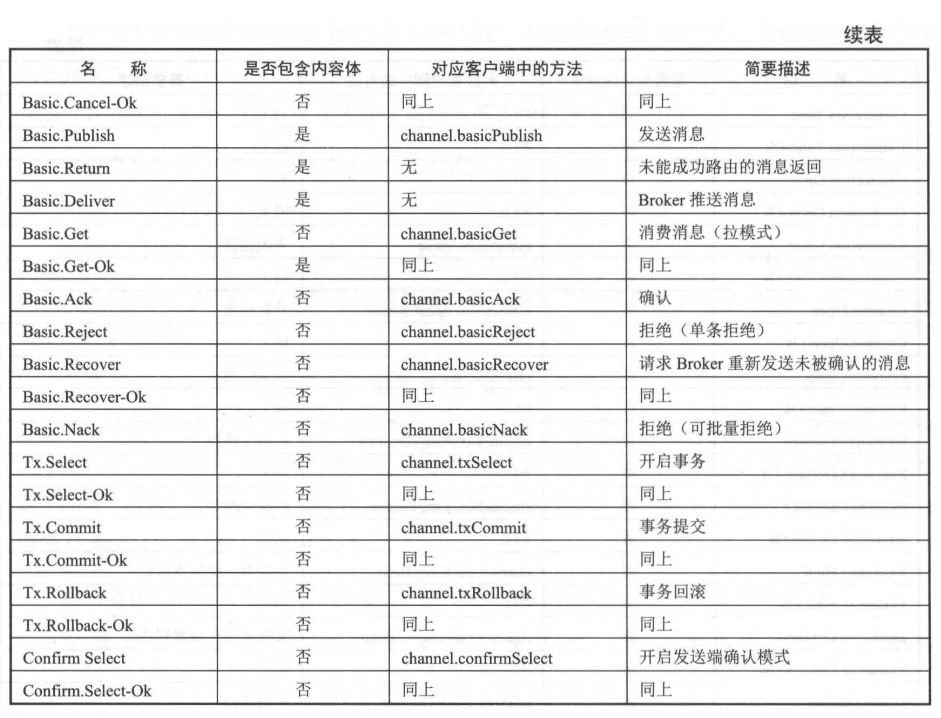 续表
名 称 是否包含内容体 对应客户端中的方法 简要描述
Basic.Cancel-Ok 否 同上 同上
Basic.Publish 是 channel.basicPublish 发送消息
Basic.Return 是 无 未能成功路由的消息返回
Basic.Deliver 是 无 Broker 推送消息
Basic.Get 否 channel.basicGet 消费消息（拉模式）
Basic.Get-Ok 是 同上 同上
Basic.Ack 否 channel.basicAck 确认
Basic.Reject 否 channel.basicReject 拒绝（单条拒绝）
Basic.Recover 否 channel.basicRecover 请求 Broker 重新发送未被确认的消息
Basic.Recover-Ok 否 同上 同上
Basic.Nack 否 channel.basicNack 拒绝（可批量拒绝）
Tx.Select 否 channel.txSelect 开启事务
Tx.Select-Ok 否 同上 同上
Tx.Commit 否 channel.txCommit 事务提交
Tx.Commit-Ok 否 同上 同上
Tx.Rollback 否 channel.txRollback 事务回滚
Tx.Rollback-Ok 否 同上 同上
Confirm Select 否 channel.confirmSelect 开启发送端确认模式
Confirm.Select-Ok 否 同上 同上